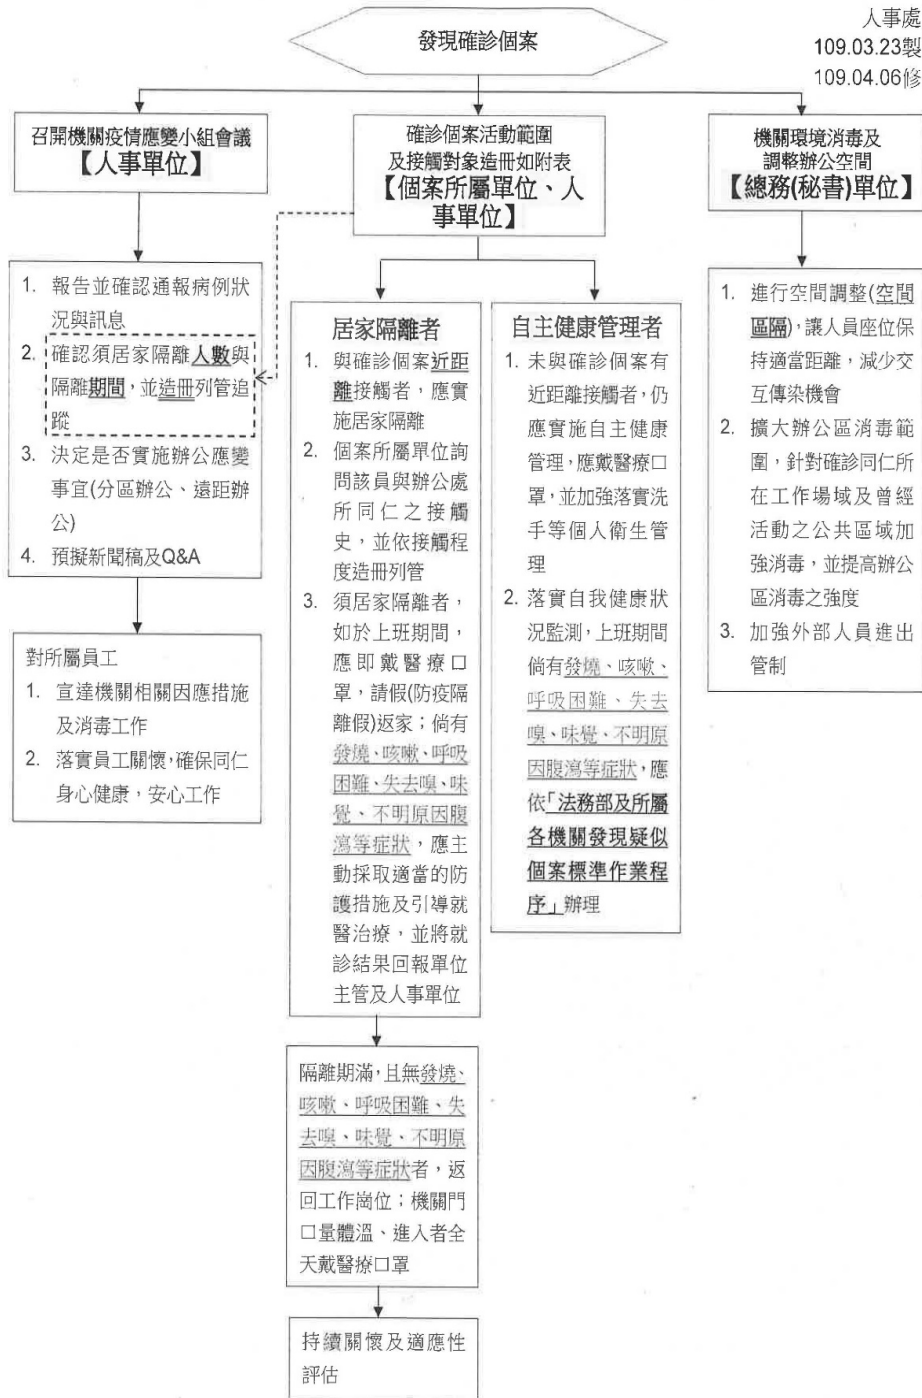 人事處
109.03.23製
109.04.06修
發現確診個案
召開機關疫情應變小組會議
【人事單位】
確診個案活動範圍
及接觸對象造冊如附表
【個案所屬單位、人
事單位】
機關環境消毒及
調整辦公空間
【總務(秘書)單位】
1. 報告並確認通報病例狀
況與訊息
2. 確認須居家隔離人數與
隔離期間，並造冊列管追
蹤
3. 決定是否實施辦公應變
事宜(分區辦公、遠距辦
公)
4. 預擬新聞稿及Q&A
對所屬員工
1. 宣達機關相關因應措施
及消毒工作
2. 落實員工關懷，確保同仁
身心健康，安心工作
居家隔離者
1. 與確診個案近距
離接觸者，應實
施居家隔離
2. 個案所屬單位詢
問該員與辦公處
所同仁之接觸
史，並依接觸程
度造冊列管
3. 須居家隔離者，
如於上班期間，
應即戴醫療口
罩，請假(防疫隔
離假)返家；倘有
發燒、咳嗽、呼吸
困難、失去嗅、味
覺、不明原因腹
瀉等症狀，應主
動採取適當的防
護措施及引導就
醫治療，並將就
診結果回報單位
主管及人事單位
隔離期滿，且無發燒、
咳嗽、呼吸困難、失
去嗅、味覺、不明原
因腹瀉等症狀者，返
回工作崗位；機關門
口量體溫、進入者全
天戴醫療口罩
持續關懷及適應性
評估
自主健康管理者
1. 未與確診個案有
近距離接觸者，仍
應實施自主健康
管理，應戴醫療口
罩，並加強落實洗
手等個人衛生管
理
2. 落實自我健康狀
況監測，上班期間
倘有發燒、咳嗽、
呼吸困難、失去
嗅、味覺、不明原
因腹瀉等症狀，應
依「法務部及所屬
各機關發現疑似
個案標準作業程
序」辦理
1. 進行空間調整(空間
區隔)，讓人員座位保
持適當距離，減少交
互傳染機會
2. 擴大辦公區消毒範
圍，針對確診同仁所
在工作場域及曾經
活動之公共區域加
強消毒，並提高辦公
區消毒之強度
3. 加強外部人員進出
管制